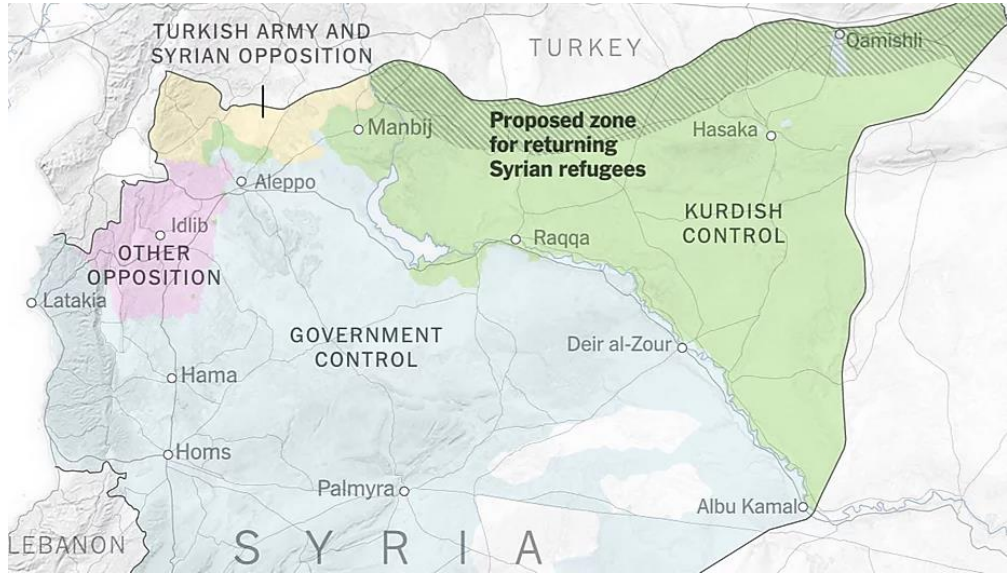 TURKISH ARMY AND
SYRIAN OPPOSITION
TURKEY
Qamishli
Manbij
Proposed zone
for returning
Syrian refugees
Hasaka
Aleppo
Idlib
OTHER
OPPOSITION
KURDISH
CONTROL
Raqqa
Latakia
GOVERNMENT
CONTROL
Deir al-Zour
Hama
Homs
Palmyra
Albu Kamal
LEBANON
SYRIA